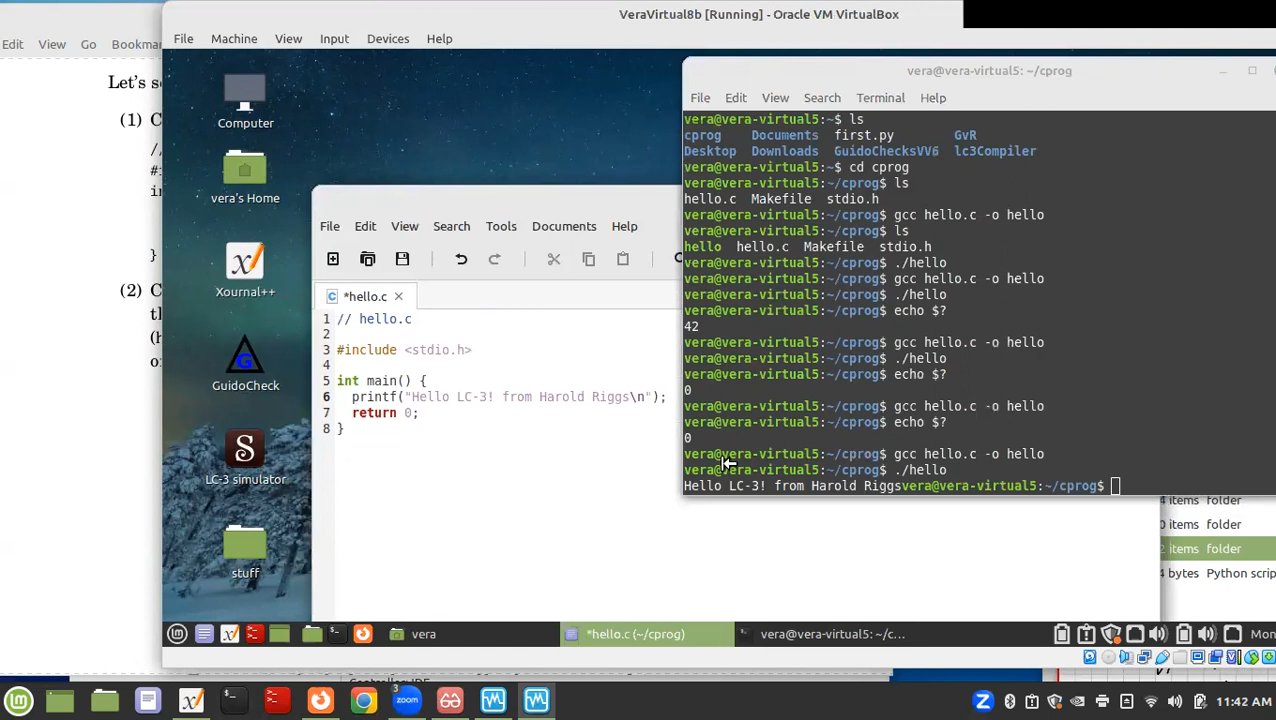 VeraVirtual8b [Running] - Oracle VM VirtualBox
File Machine View Input Devices Help
Edit View Go Bookmar
Let's s
(1) C
//
#i
in
}
(2) C
th
(h
of
Computer
vera's Home
Xournal++
GuidoCheck
LC-3 simulator
stuff
File Edit View Search Tools Documents Help
*hello.c
1 // hello.c
2
3 #include <stdio.h>
4
5 int main() {
6 printf("Hello LC-3! from Harold Riggs\n");
7 return 0;
8 }
vera@vera-virtual5: ~/cprog
File Edit View Search Terminal Help
vera@vera-virtual5:~$ ls
cprog Documents first.py GvR
Desktop Downloads GuidoChecksVV6 lc3Compiler
vera@vera-virtual5:~$ cd cprog
vera@vera-virtual5:~/cprog$ ls
hello.c Makefile stdio.h
vera@vera-virtual5:~/cprog$ gcc hello.c -o hello
vera@vera-virtual5:~/cprog$ ls
hello hello.c Makefile stdio.h
vera@vera-virtual5:~/cprog$ ./hello
vera@vera-virtual5:~/cprog$ gcc hello.c -o hello
vera@vera-virtual5:~/cprog$ ./hello
vera@vera-virtual5:~/cprog$ echo $?
42
vera@vera-virtual5:~/cprog$ gcc hello.c -o hello
vera@vera-virtual5:~/cprog$ ./hello
vera@vera-virtual5:~/cprog$ echo $?
0
vera@vera-virtual5:~/cprog$ gcc hello.c -o hello
vera@vera-virtual5:~/cprog$ echo $?
0
vera@vera-virtual5:~/cprog$ gcc hello.c -o hello
vera@vera-virtual5:~/cprog$ ./hello
Hello LC-3! from Harold Riggsvera@vera-virtual5:~/cprog$
items folder
0 items folder
2 items folder
4 bytes Python scrip
vera
*hello.c (~/cprog)
vera@vera-virtual5: ~/c...
Mon
3
zoom
Z
11:42 AM